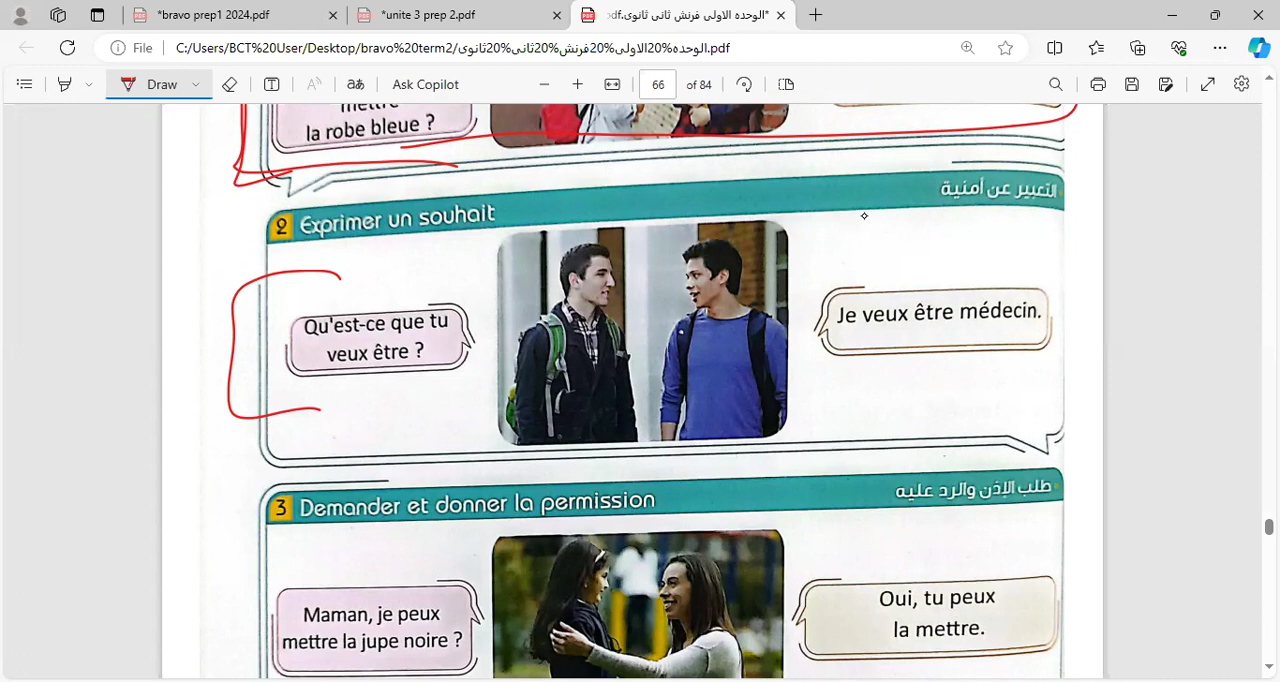 *bravo prep1 2024.pdf
*unite 3 prep 2.pdf
*الوحده الاولى فرنش ثانى ثانوى.pdf
File
C:/Users/BCT%20User/Desktop/bravo%20term2/الوحده%20الاولى%20فرنش%20ثانى%20ثانوى.pdf
Draw
Ask Copilot
66
of 84
mettre
la robe bleue ?
2 Exprimer un souhait
التعبير عن أمنية
Qu'est-ce que tu
veux être ?
Je veux être médecin.
3 Demander et donner la permission
طلب الإذن والرد عليه
Maman, je peux
mettre la jupe noire ?
Oui, tu peux
la mettre.